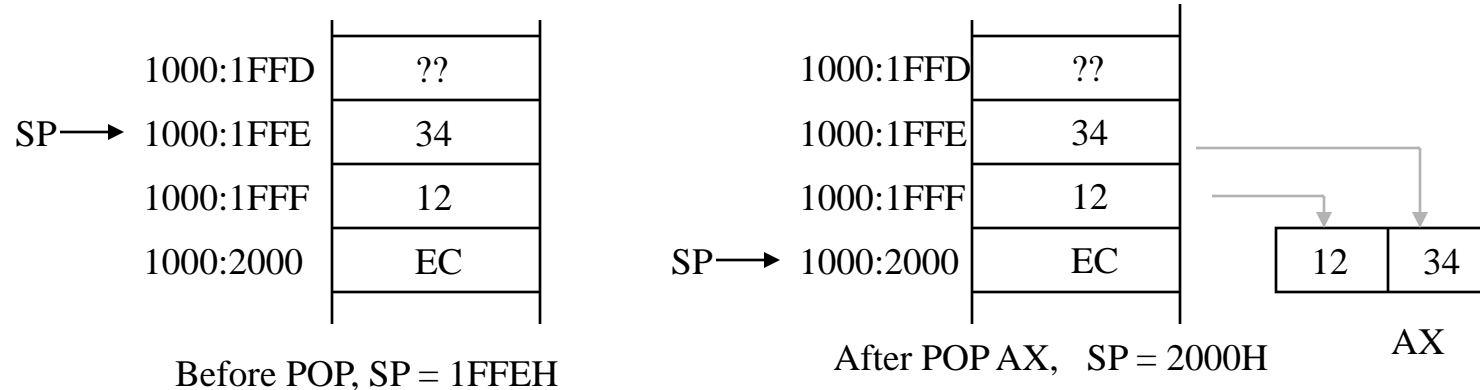 1000:1FFD ??
SP 1000:1FFE 34
1000:1FFF 12
1000:2000 EC
Before POP, SP = 1FFEH
1000:1FFD ??
1000:1FFE 34
1000:1FFF 12
SP 1000:2000 EC
12 34
AX
After POP AX, SP = 2000H